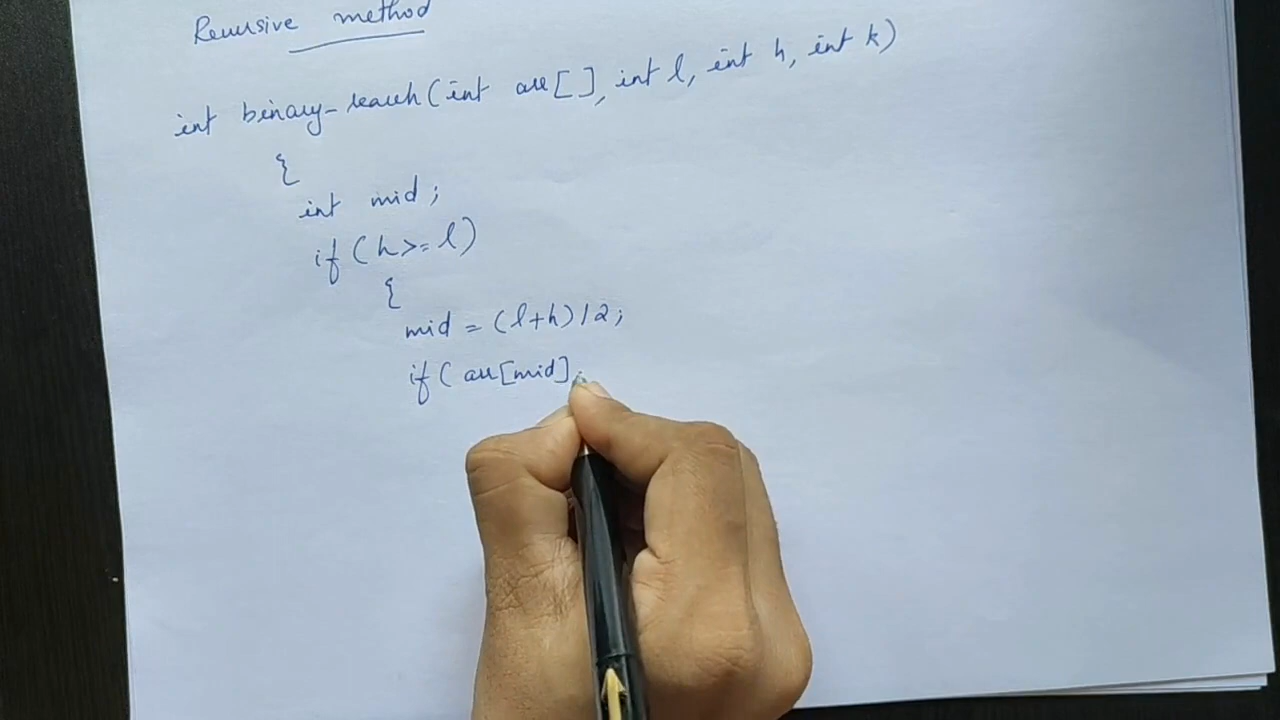 Recursive method
int binary-search(int arr[], int l, int h, int k)
{
int mid;
if (h>=l)
{
mid = (l+h)/2;
if (arr[mid]